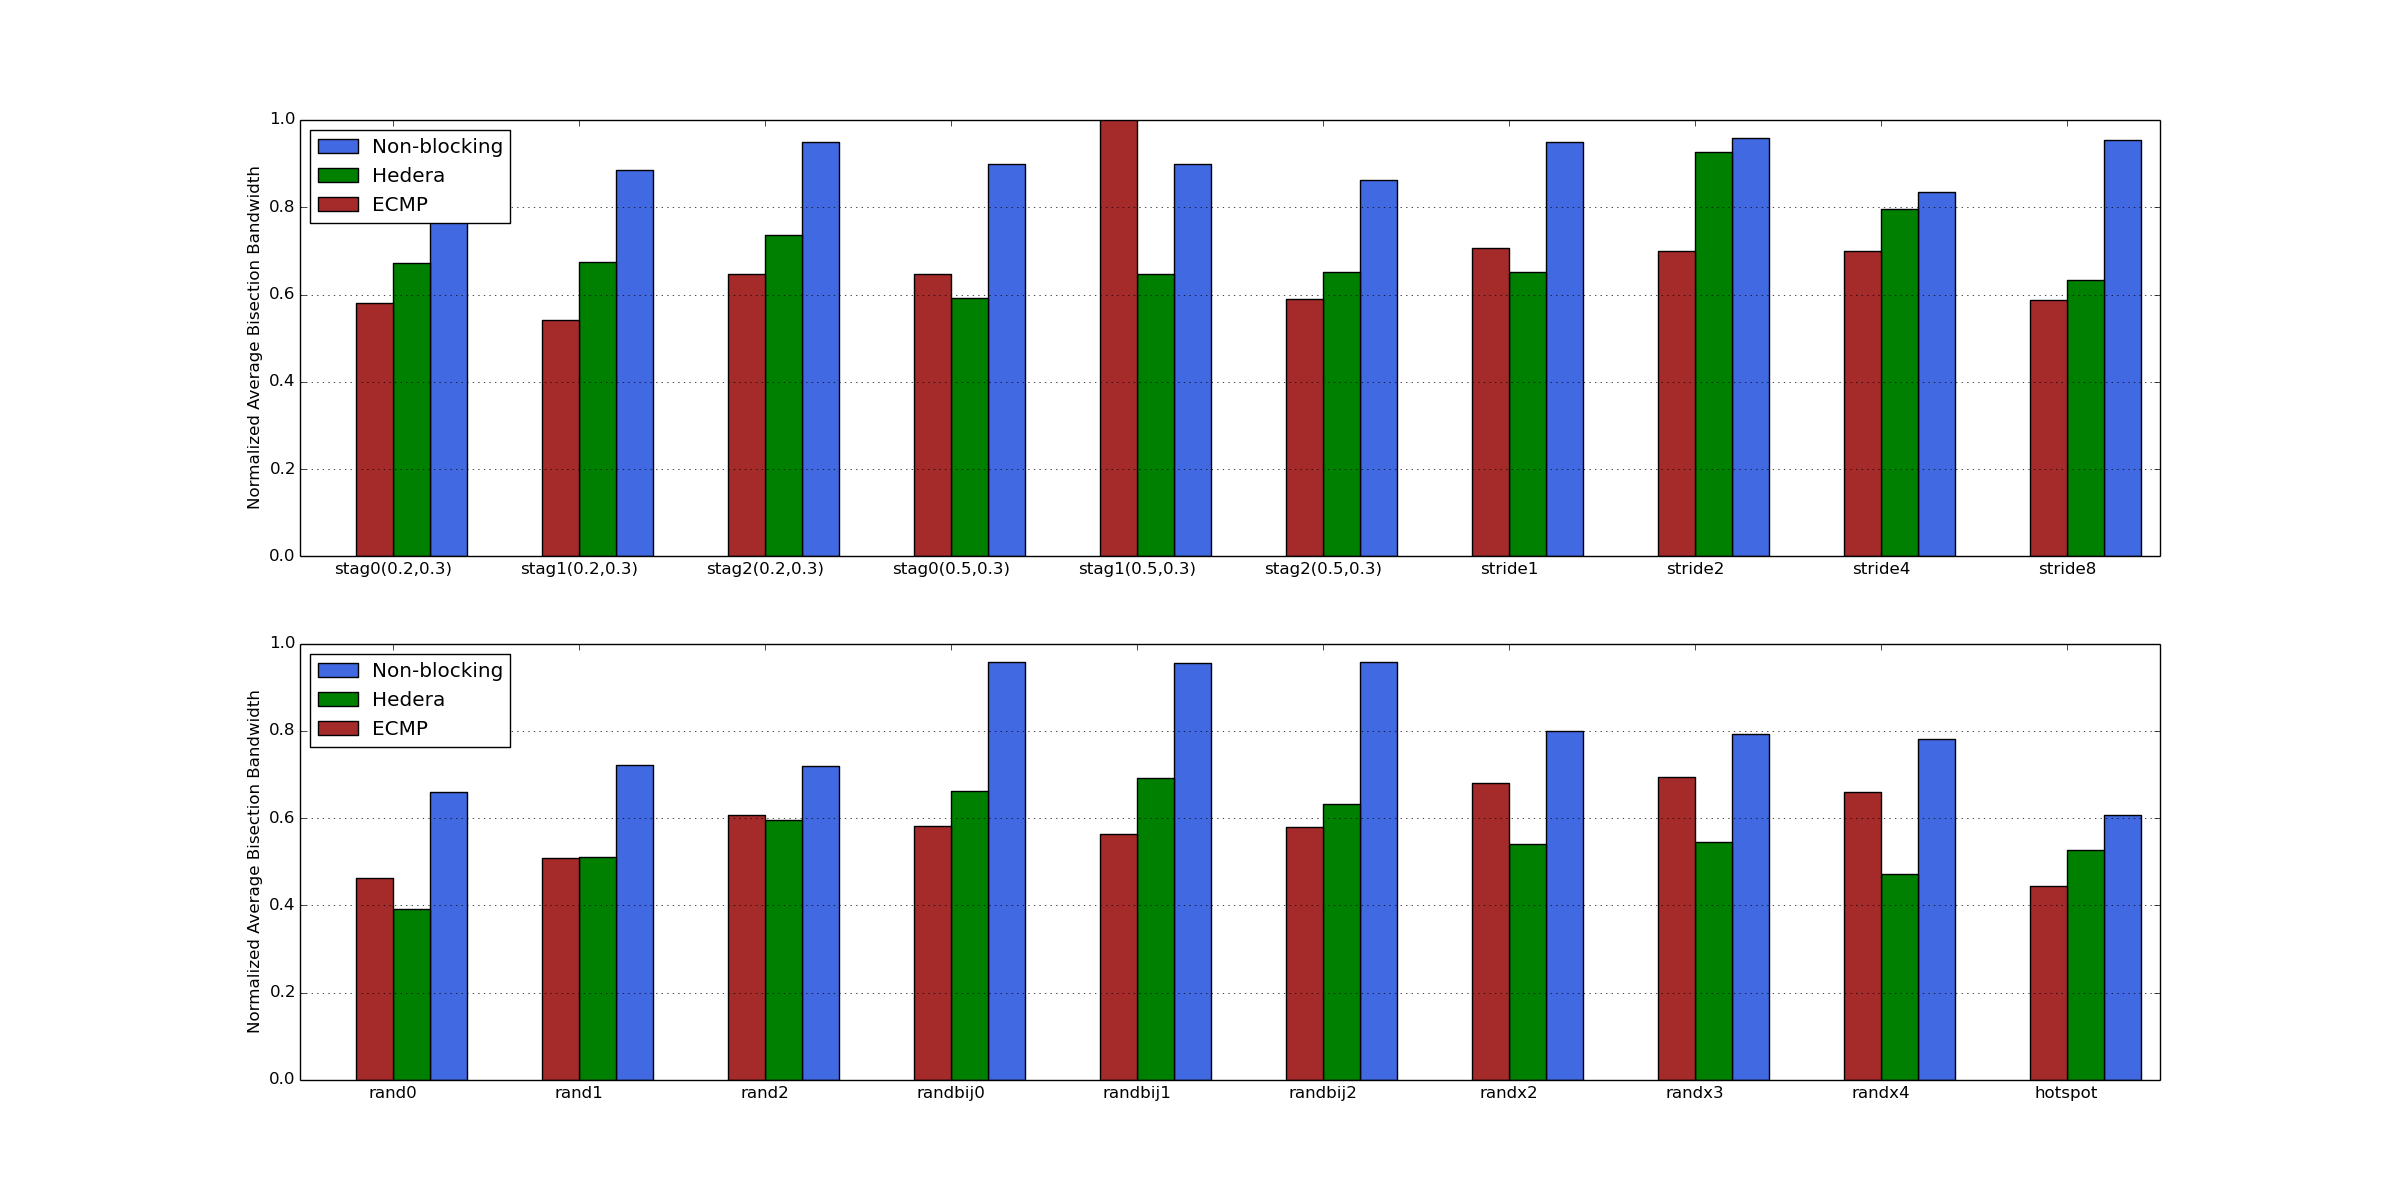 1.0
0.8
0.6
0.4
0.2
0.0
Normalized Average Bisection Bandwidth
Non-blocking
Hedera
ECMP
stag0(0.2,0.3) stag1(0.2,0.3) stag2(0.2,0.3) stag0(0.5,0.3) stag1(0.5,0.3) stag2(0.5,0.3) stride1 stride2 stride4 stride8
1.0
0.8
0.6
0.4
0.2
0.0
Normalized Average Bisection Bandwidth
Non-blocking
Hedera
ECMP
rand0 rand1 rand2 randbij0 randbij1 randbij2 randx2 randx3 randx4 hotspot